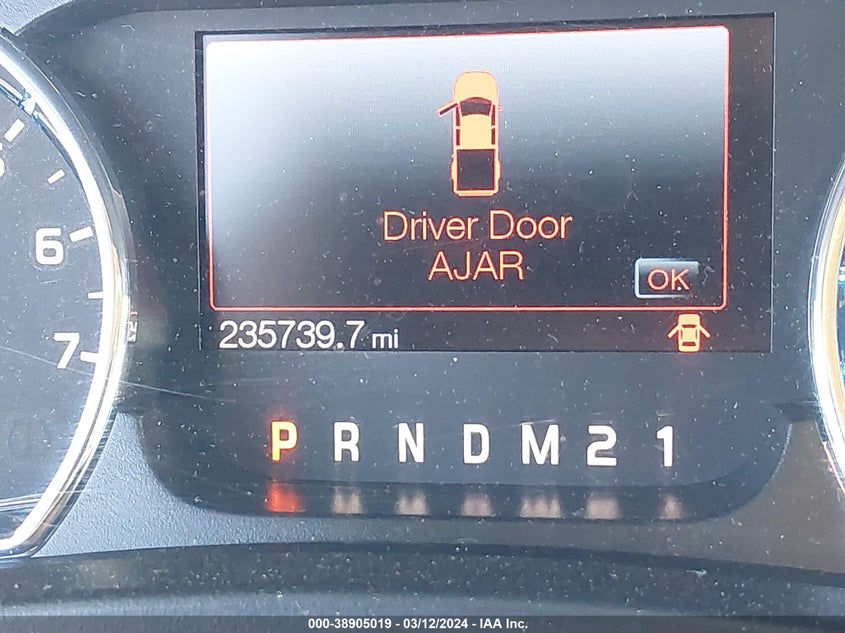 Driver Door
AJAR
OK
6
7
235739.7 mi
P R N D M 2 1
000-38905019 - 03/12/2024 - IAA Inc.